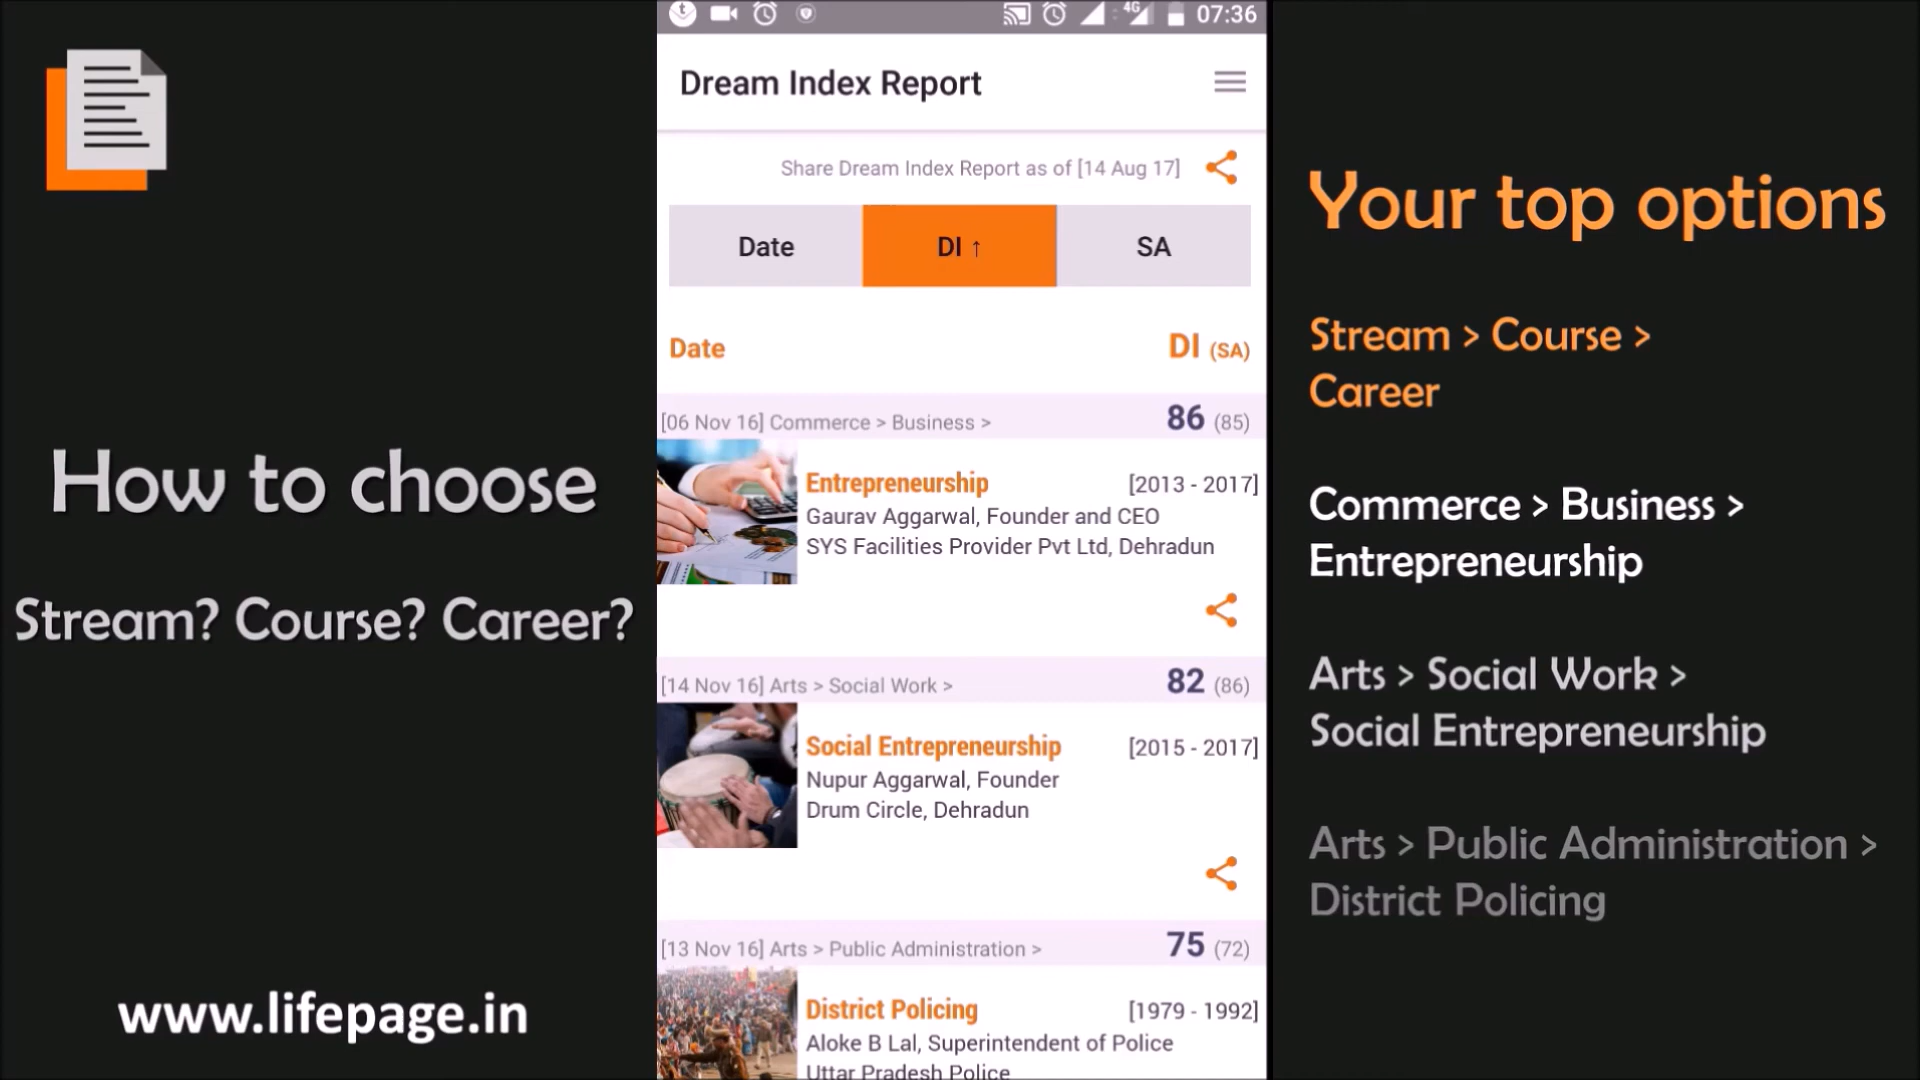 How to choose
Stream? Course? Career?
www.lifepage.in
4G
07:36
Dream Index Report
Share Dream Index Report as of [14 Aug 17]
Date
DI ↑
SA
Date
DI (SA)
[06 Nov 16] Commerce > Business >
86 (85)
Entrepreneurship
[2013 - 2017]
Gaurav Aggarwal, Founder and CEO
SYS Facilities Provider Pvt Ltd, Dehradun
[14 Nov 16] Arts > Social Work >
82 (86)
Social Entrepreneurship
[2015 - 2017]
Nupur Aggarwal, Founder
Drum Circle, Dehradun
[13 Nov 16] Arts > Public Administration >
75 (72)
District Policing
[1979 - 1992]
Aloke B Lal, Superintendent of Police
Uttar Pradesh Police
Your top options
Stream > Course >
Career
Commerce > Business >
Entrepreneurship
Arts > Social Work >
Social Entrepreneurship
Arts > Public Administration >
District Policing